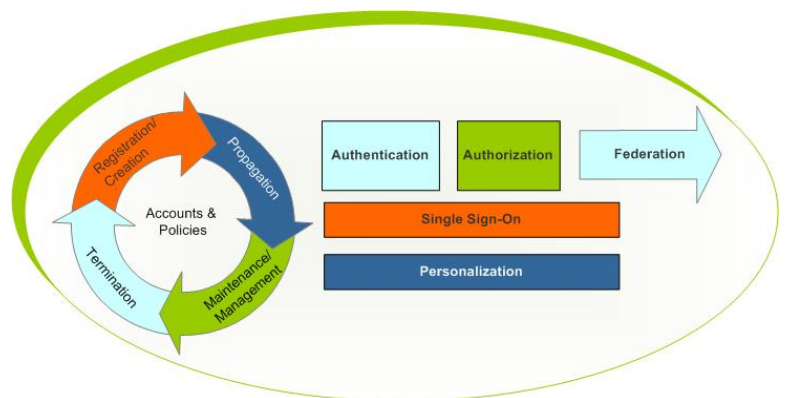 Registration/
Creation
Propagation
Accounts &
Policies
Termination
Maintenance/
Management
Authentication
Authorization
Federation
Single Sign-On
Personalization